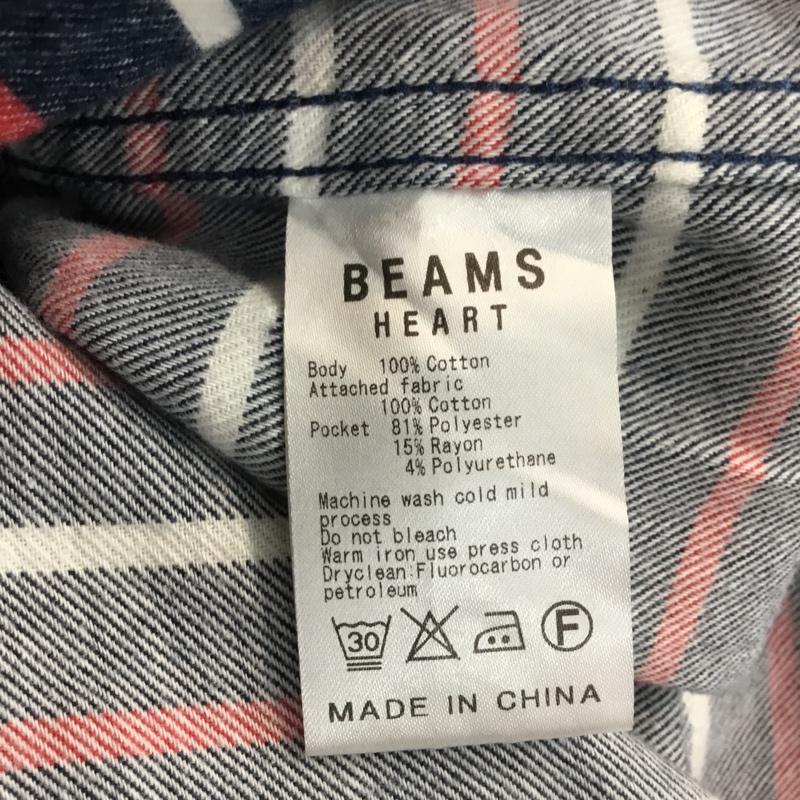 BEAMS
HEART
Body 100% Cotton
Attached fabric
100% Cotton
Pocket 81% Polyester
15% Rayon
4% Polyurethane
Machine wash cold mild
process
Do not bleach
Warm iron use press cloth
Dryclean:Fluorocarbon or
petroleum
30
F
MADE IN CHINA